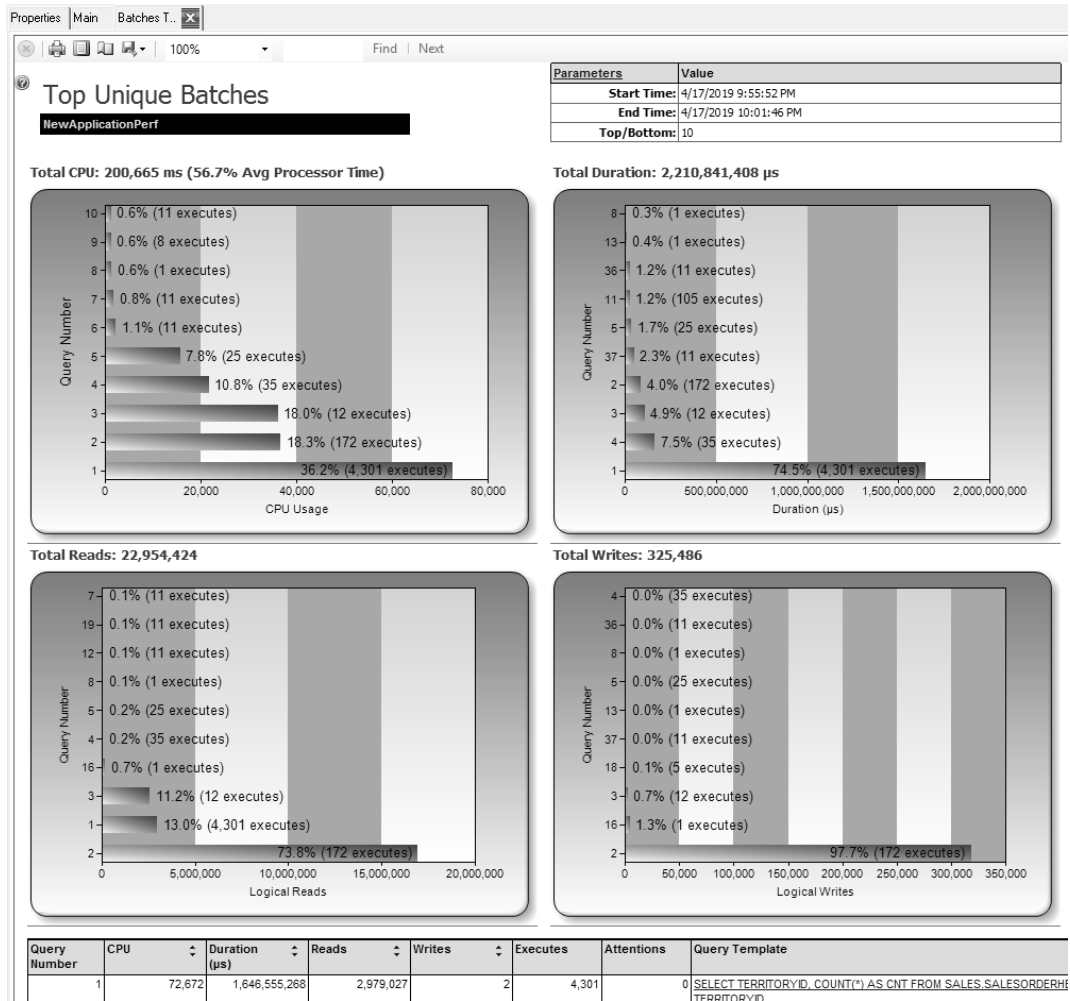 Properties Main Batches T..
100% Find | Next
Top Unique Batches
NewApplicationPerf
Parameters Value
Start Time: 4/17/2019 9:55:52 PM
End Time: 4/17/2019 10:01:46 PM
Top/Bottom: 10
Total CPU: 200,665 ms (56.7% Avg Processor Time)
Query Number
10 0.6% (11 executes)
9 0.6% (8 executes)
8 0.6% (1 executes)
7 0.8% (11 executes)
6 1.1% (11 executes)
5 7.8% (25 executes)
4 10.8% (35 executes)
3 18.0% (12 executes)
2 18.3% (172 executes)
1 36.2% (4,301 executes)
0 20,000 40,000 60,000 80,000
CPU Usage
Total Duration: 2,210,841,408 µs
Query Number
8 0.3% (1 executes)
13 0.4% (1 executes)
36 1.2% (11 executes)
11 1.2% (105 executes)
5 1.7% (25 executes)
37 2.3% (11 executes)
2 4.0% (172 executes)
3 4.9% (12 executes)
4 7.5% (35 executes)
1 74.5% (4,301 executes)
0 500,000,000 1,000,000,000 1,500,000,000 2,000,000,000
Duration (µs)
Total Reads: 22,954,424
Query Number
7 0.1% (11 executes)
19 0.1% (11 executes)
12 0.1% (11 executes)
8 0.1% (1 executes)
5 0.2% (25 executes)
4 0.2% (35 executes)
16 0.7% (1 executes)
3 11.2% (12 executes)
1 13.0% (4,301 executes)
2 73.8% (172 executes)
0 5,000,000 10,000,000 15,000,000 20,000,000
Logical Reads
Total Writes: 325,486
Query Number
4 0.0% (35 executes)
36 0.0% (11 executes)
8 0.0% (1 executes)
5 0.0% (25 executes)
13 0.0% (1 executes)
37 0.0% (11 executes)
18 0.1% (5 executes)
3 0.7% (12 executes)
16 1.3% (1 executes)
2 97.7% (172 executes)
0 50,000 100,000 150,000 200,000 250,000 300,000 350,000
Logical Writes
Query Number CPU Duration (µs) Reads Writes Executes Attentions Query Template
1 72,672 1,646,555,268 2,979,027 2 4,301 0 SELECT TERRITORYID, COUNT(*) AS CNT FROM SALES.SALESORDERHE
TERRITORYID